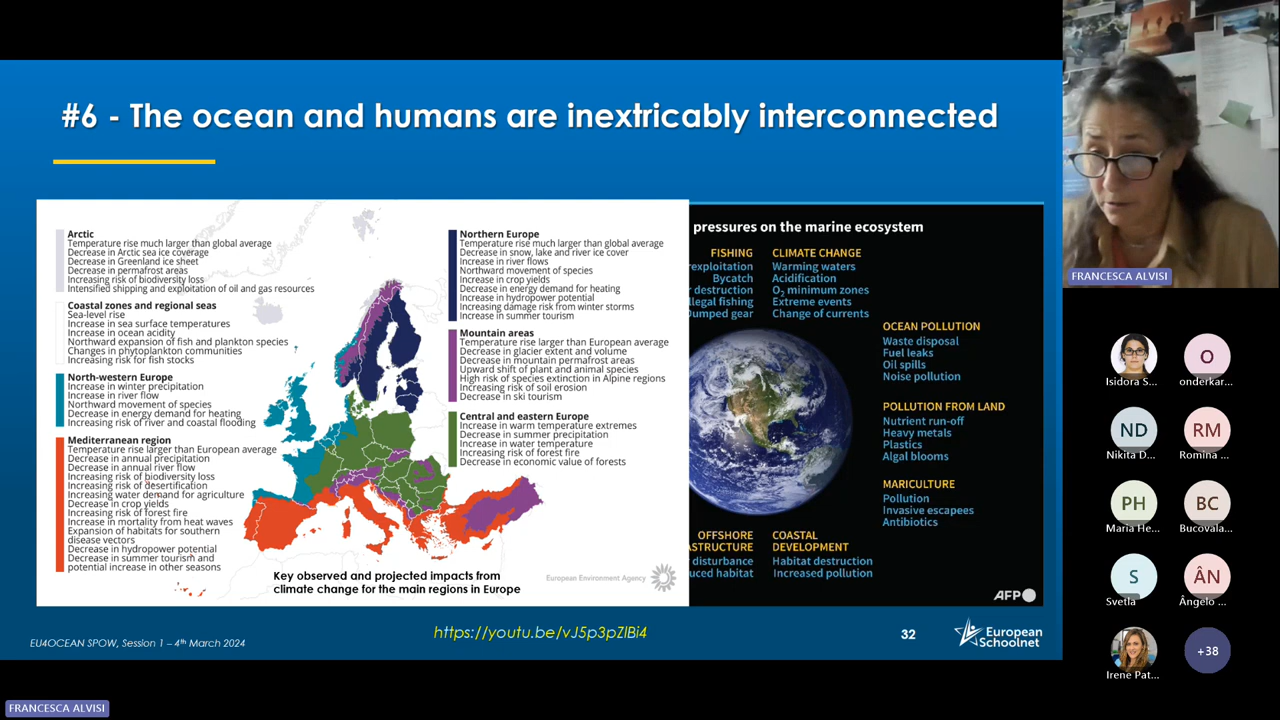 #6 - The ocean and humans are inextricably interconnected
Arctic
Temperature rise much larger than global average
Decrease in Arctic sea ice coverage
Decrease in Greenland ice sheet
Decrease in permafrost areas
Increasing risk of biodiversity loss
Intensified shipping and exploitation of oil and gas resources
Coastal zones and regional seas
Sea-level rise
Increase in sea surface temperatures
Increase in ocean acidity
Northward expansion of fish and plankton species
Changes in phytoplankton communities
Increasing risk for fish stocks
North-western Europe
Increase in winter precipitation
Increase in river flow
Northward movement of species
Decrease in energy demand for heating
Increasing risk of river and coastal flooding
Mediterranean region
Temperature rise larger than European average
Decrease in annual precipitation
Decrease in annual river flow
Increasing risk of biodiversity loss
Increasing risk of desertification
Increasing water demand for agriculture
Decrease in crop yields
Increasing risk of forest fire
Increase in mortality from heat waves
Expansion of habitats for southern
disease vectors
Decrease in hydropower potential
Decrease in summer tourism and
potential increase in other seasons
Northern Europe
Temperature rise much larger than global average
Decrease in snow, lake and river ice cover
Increase in river flows
Northward movement of species
Increase in crop yields
Decrease in energy demand for heating
Increase in hydropower potential
Increasing damage risk from winter storms
Increase in summer tourism
Mountain areas
Temperature rise larger than European average
Decrease in glacier extent and volume
Decrease in mountain permafrost areas
Upward shift of plant and animal species
High risk of species extinction in Alpine regions
Increasing risk of soil erosion
Decrease in ski tourism
Central and eastern Europe
Increase in warm temperature extremes
Decrease in summer precipitation
Increase in water temperature
Increasing risk of forest fire
Decrease in economic value of forests
Key observed and projected impacts from
climate change for the main regions in Europe
European Environment Agency
pressures on the marine ecosystem
FISHING
rexploitation
Bycatch
r destruction
llegal fishing
Dumped gear
CLIMATE CHANGE
Warming waters
Acidification
O₂ minimum zones
Extreme events
Change of currents
OCEAN POLLUTION
Waste disposal
Fuel leaks
Oil spills
Noise pollution
POLLUTION FROM LAND
Nutrient run-off
Heavy metals
Plastics
Algal blooms
MARICULTURE
Pollution
Invasive escapees
Antibiotics
OFFSHORE
ASTRUCTURE
disturbance
uced habitat
COASTAL
DEVELOPMENT
Habitat destruction
Increased pollution
AFP
EU4OCEAN SPOW, Session 1 – 4th March 2024
https://youtu.be/vJ5p3pZIBi4
32
European
Schoolnet
FRANCESCA ALVISI
Isidora S...
O
onderkar...
ND
Nikita D...
RM
Romina ...
PH
Maria He...
BC
Bucovala...
S
Svetla
ÂN
Ângelo ...
Irene Pat...
+38
FRANCESCA ALVISI